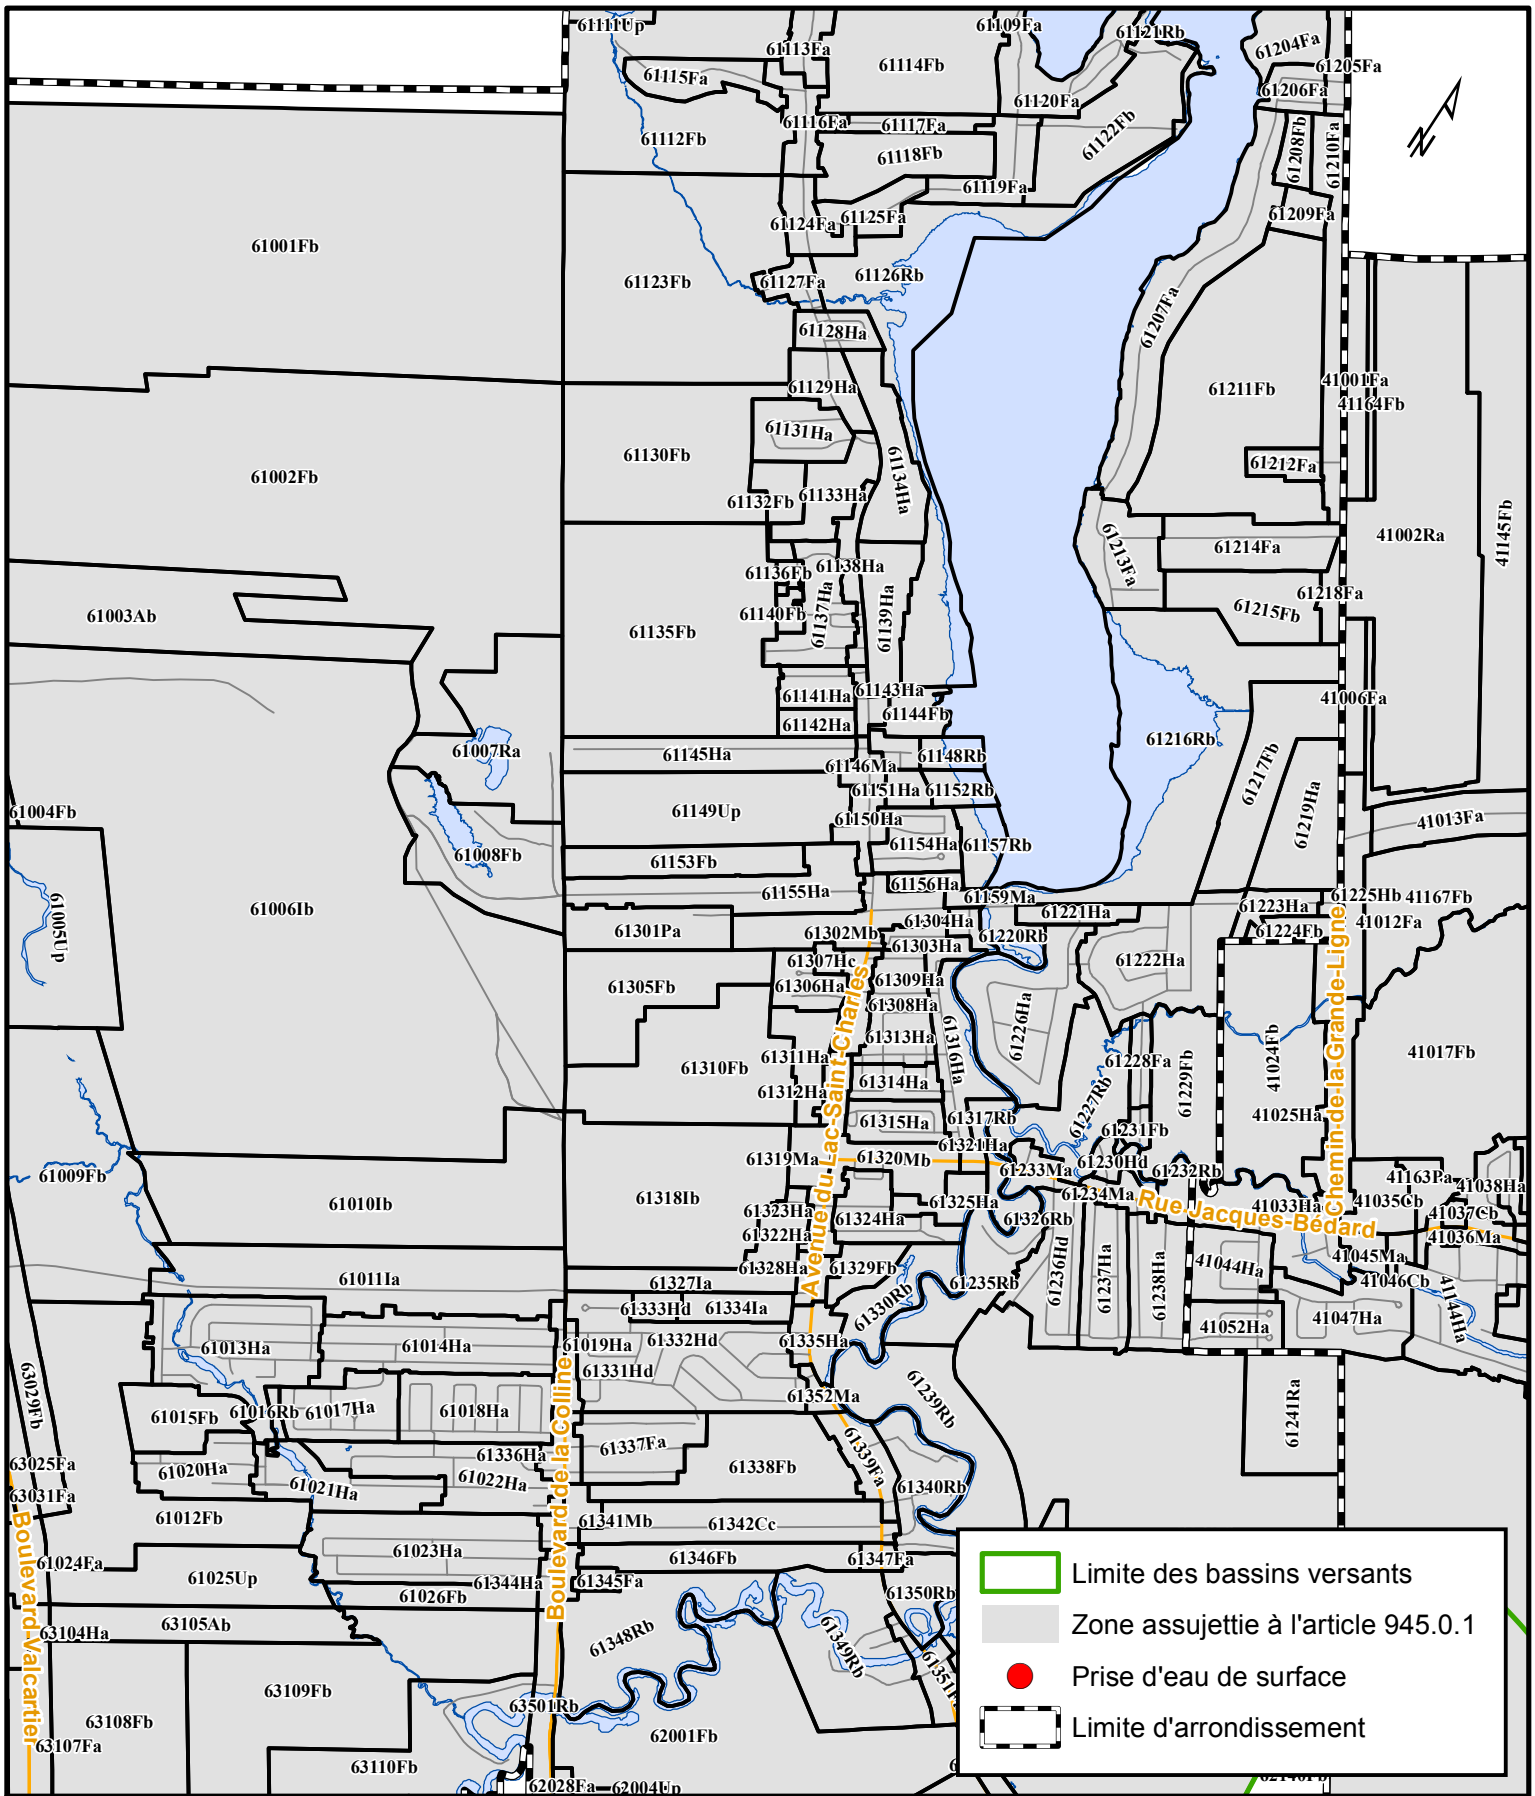 61111Up
61109Fa
61121Rb
61204Fa
61113Fa
61114Fb
61205Fa
61115Fa
61206Fa
61120Fa
61116Fa
61117Fa
61122Fb
61208Fb
61210Fa
61112Fb
61118Fb
61119Fa
61209Fa
61124Fa
61125Fa
61001Fb
61123Fb
61127Fa
61126Rb
61207Fa
61128Ha
61129Ha
61211Fb
41001Fa
41164Fb
61131Ha
61130Fb
61134Ha
61212Fa
61002Fb
61132Fb
61133Ha
41002Ra
41145Fb
61213Fa
61214Fa
61136Fb
61138Ha
61218Fa
61003Ab
61140Fb
61137Ha
61139Ha
61215Fb
61135Fb
61141Ha
61143Ha
41006Fa
61142Ha
61144Fb
61007Ra
61145Ha
61146Ma
61148Rb
61216Rb
61217Fb
61151Ha
61152Rb
61004Fb
61149Up
61150Ha
61219Ha
41013Fa
61008Fb
61153Fb
61154Ha
61157Rb
61155Ha
61156Ha
61159Ma
61225Hb
41167Fb
61006Ib
61005Up
61301Pa
61302Mb
61304Ha
61221Ha
61223Ha
41012Fa
61303Ha
61220Rb
61224Fb
61307Hc
61222Ha
61305Fb
61306Ha
61309Ha
61308Ha
61226Ha
61313Ha
61316Ha
41024Fb
41017Fb
61311Ha
61310Fb
61228Fa
61229Fb
61312Ha
61314Ha
61227Rb
61315Ha
61317Rb
41025Ha
61231Fb
61321Ha
61319Ma
61320Mb
61233Ma
61230Hd
61232Rb
61009Fb
41163Pa
41038Ha
61010Ib
61318Ib
61325Ha
61234Ma
41033Ha
41035Cb
41037Cb
61323Ha
61324Ha
61326Rb
61322Ha
41036Ma
61328Ha
61329Fb
61236Hd
61237Ha
61238Ha
41044Ha
41045Ma
61011Ia
61327Ia
61235Rb
41046Cb
61333Hd
61334Ia
61330Rb
41144Ha
61013Ha
61014Ha
61019Ha
61332Hd
61335Ha
41052Ha
41047Ha
61331Hd
63029Fb
61352Ma
61239Rb
61015Fb
61016Rb
61017Ha
61018Ha
61241Ra
61336Ha
61337Fa
61339Fa
63025Fa
61020Ha
61021Ha
61022Ha
61338Fb
61340Rb
63031Fa
61012Fb
61341Mb
61342Cc
61023Ha
61346Fb
61347Fa
61024Fa
61025Up
61344Ha
61345Fa
61026Fb
61350Rb
63105Ab
63104Ha
61348Rb
61349Rb
63109Fb
63501Rb
63108Fb
62001Fb
63107Fa
63110Fb
62028Fa
62004Up
Boulevard Valcartier
Boulevard de la Colline
Avenue du Lac-Saint-Charles
Chemin de la Grande-Ligne
Rue Jacques-Bédard
N
Limite des bassins versants
Zone assujettie à l'article 945.0.1
Prise d'eau de surface
Limite d'arrondissement